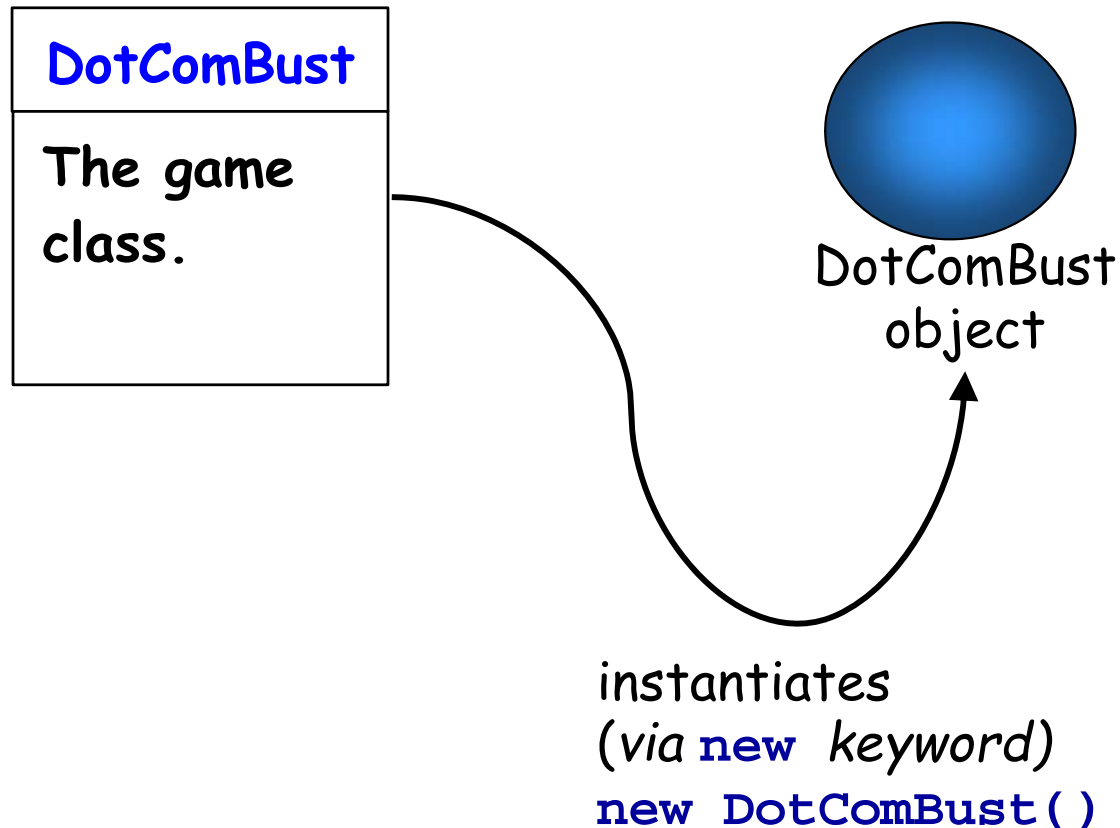 DotComBust
The game
class.
DotComBust
object
instantiates
(via new keyword)
new DotComBust()